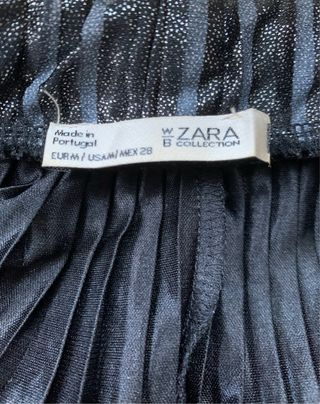 Made in
Portugal
EUR M / USA M / MEX 28
W/B ZARA
COLLECTION